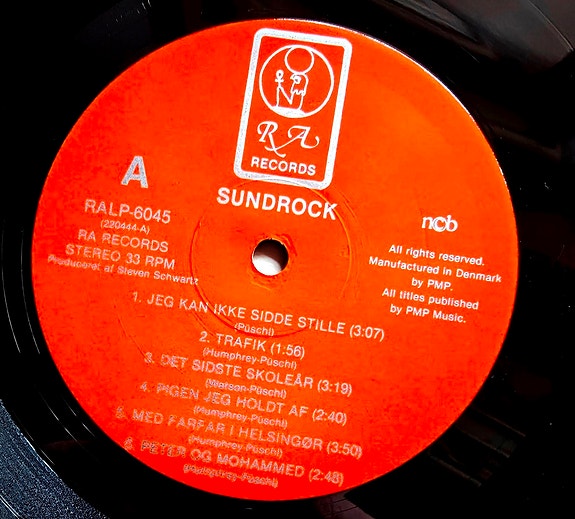 RA
RECORDS
SUNDROCK
A
RALP-6045
(220444-A)
RA RECORDS
STEREO 33 RPM
Produceret af Steven Schwartz
ncb
All rights reserved.
Manufactured in Denmark
by PMP.
All titles published
by PMP Music.
1. JEG KAN IKKE SIDDE STILLE (3:07)
(Püschl)
2. TRAFIK (1:56)
(Humphrey-Püschl)
3. DET SIDSTE SKOLEÅR (3:19)
(Watson-Püschl)
4. PIGEN JEG HOLDT AF (2:40)
(Humphrey-Püschl)
5. MED FARFAR I HELSINGØR (3:50)
(Humphrey-Püschl)
6. PETER OG MOHAMMED (2:48)
(Humphrey-Püschl)